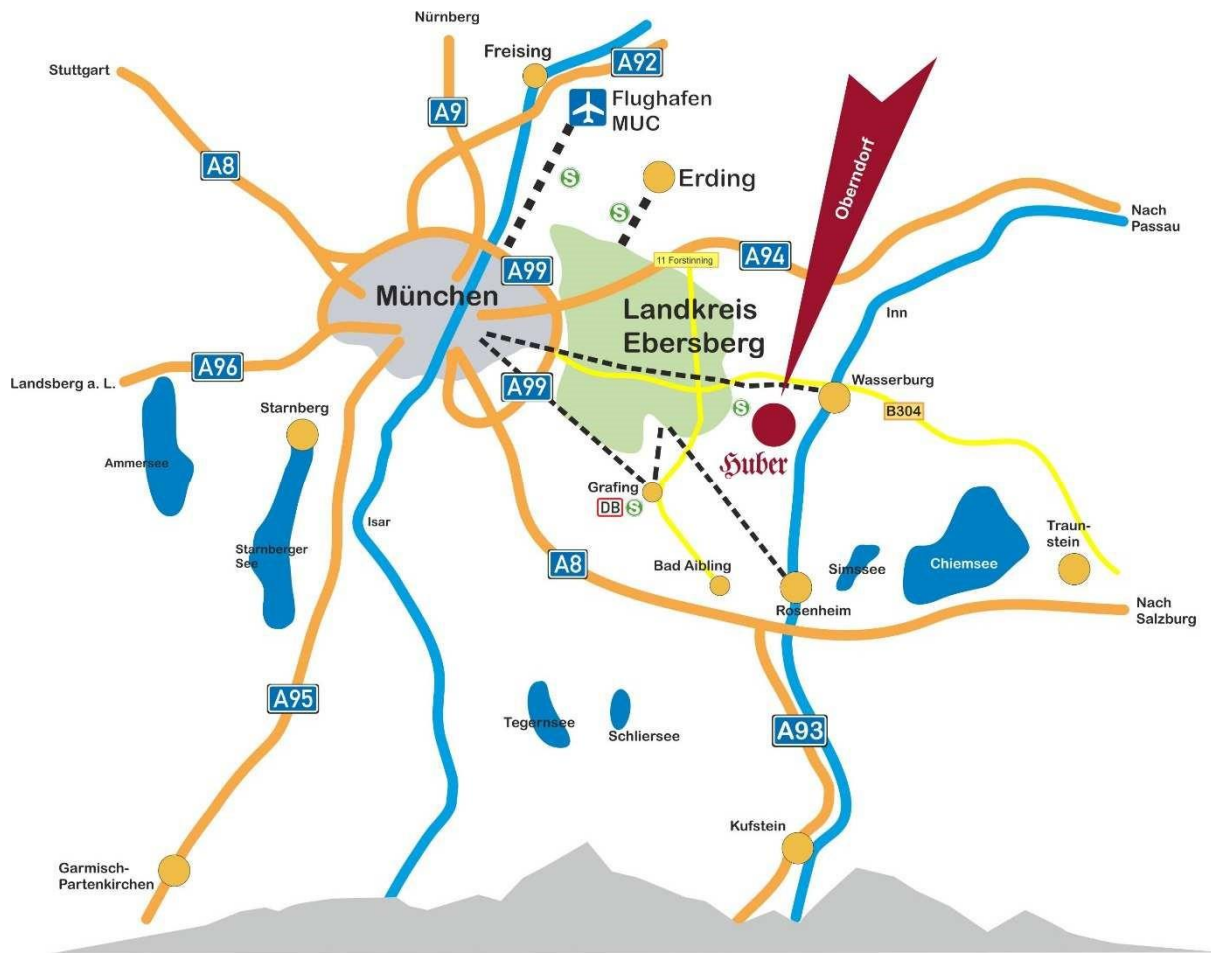 Nürnberg
Freising
A92
Stuttgart
A9
Flughafen
MUC
A8
S
Erding
S
Oberndorf
Nach
Passau
A99
11 Forstinning
A94
München
Landkreis
Ebersberg
Inn
A96
Landsberg a. L.
A99
Wasserburg
B304
S
Starnberg
Huber
Ammersee
Grafing
DB S
Isar
Starnberger
See
A8
Bad Aibling
Simssee
Chiemsee
Traun-
stein
Rosenheim
Nach
Salzburg
A95
Tegernsee
Schliersee
A93
Kufstein
Garmisch-
Partenkirchen